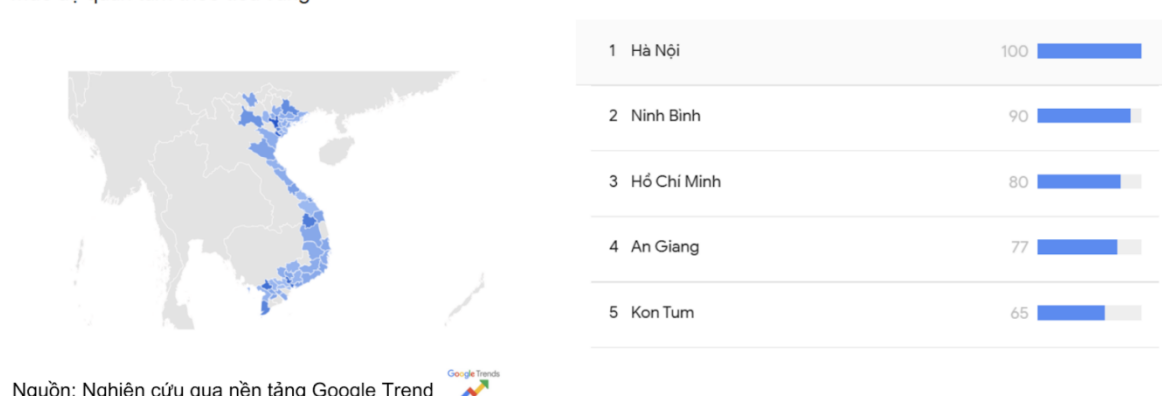 1 Hà Nội 100
2 Ninh Bình 90
3 Hồ Chí Minh 80
4 An Giang 77
5 Kon Tum 65
Nguồn: Nghiên cứu qua nền tảng Google Trend
Google Trends